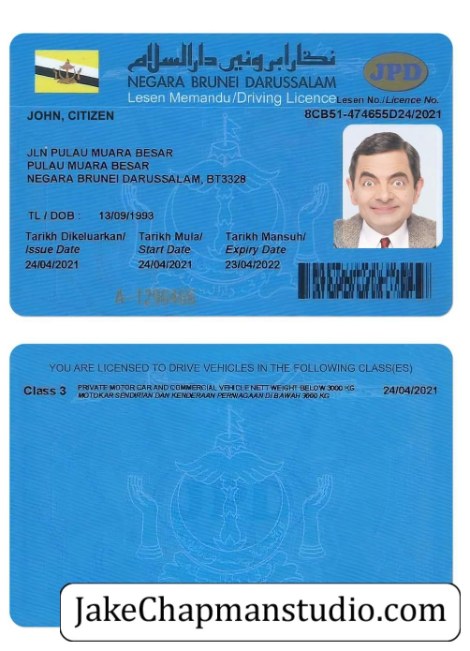 نڬارا بروني دارالسلام
NEGARA BRUNEI DARUSSALAM
Lesen Memandu/Driving Licence
JPD
Lesen No./Licence No.
JOHN, CITIZEN
8CB51-474655D24/2021
JLN PULAU MUARA BESAR
PULAU MUARA BESAR
NEGARA BRUNEI DARUSSALAM, BT3328
TL / DOB : 13/09/1993
Tarikh Dikeluarkan/ Tarikh Mula/ Tarikh Mansuh/
Issue Date Start Date Expiry Date
24/04/2021 24/04/2021 23/04/2022
YOU ARE LICENSED TO DRIVE VEHICLES IN THE FOLLOWING CLASS(ES)
Class 3 PRIVATE MOTOR CAR AND COMMERCIAL VEHICLE NETT WEIGHT BELOW 3000 KG 24/04/2021
MOTOKAR SENDIRIAN DAN KENDERAAN PERNIAGAAN DI BAWAH 3000 KG
JakeChapmanstudio.com